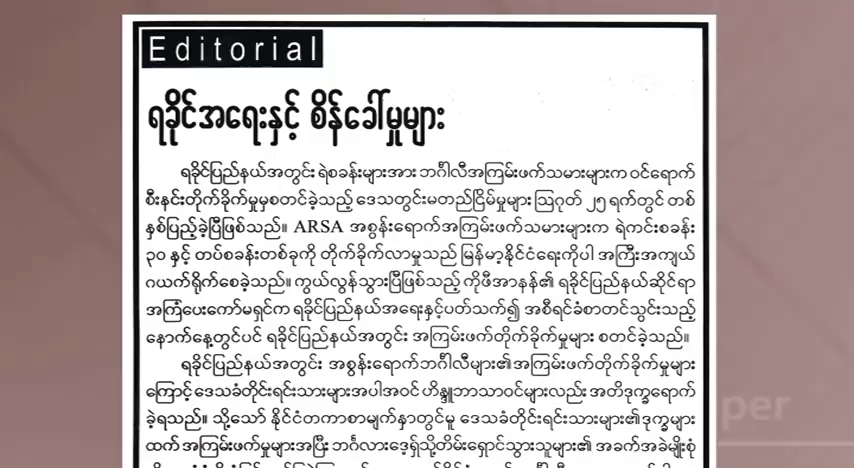 Editorial
ရခိုင်အရေးနှင့် စိန်ခေါ်မှုများ
ရခိုင်ပြည်နယ်အတွင်း ရဲစခန်းများအား ဘင်္ဂါလီအကြမ်းဖက်သမားများက ဝင်ရောက်
စီးနင်းတိုက်ခိုက်မှုမှစတင်ခဲ့သည့် ဒေသတွင်းမတည်ငြိမ်မှုများ ဩဂုတ် ၂၅ ရက်တွင် တစ်
နှစ်ပြည့်ခဲ့ပြီဖြစ်သည်။ ARSA အစွန်းရောက်အကြမ်းဖက်သမားများက ရဲကင်းစခန်း
၃၀ နှင့် တပ်စခန်းတစ်ခုကို တိုက်ခိုက်လာမှုသည် မြန်မာ့နိုင်ငံရေးကိုပါ အကြီးအကျယ်
ဂယက်ရိုက်စေခဲ့သည်။ ကွယ်လွန်သွားပြီဖြစ်သည့် ကိုဖီအာနန်၏ ရခိုင်ပြည်နယ်ဆိုင်ရာ
အကြံပေးကော်မရှင်က ရခိုင်ပြည်နယ်အရေးနှင့်ပတ်သက်၍ အစီရင်ခံစာတင်သွင်းသည့်
နောက်နေ့တွင်ပင် ရခိုင်ပြည်နယ်အတွင်း အကြမ်းဖက်တိုက်ခိုက်မှုများ စတင်ခဲ့သည်။
ရခိုင်ပြည်နယ်အတွင်း အစွန်းရောက်ဘင်္ဂါလီများ၏အကြမ်းဖက်တိုက်ခိုက်မှုများ
ကြောင့် ဒေသခံတိုင်းရင်းသားများအပါအဝင် ဟိန္ဒူဘာသာဝင်များလည်း အတိဒုက္ခရောက်
ခဲ့ရသည်။ သို့သော် နိုင်ငံတကာစာမျက်နှာတွင်မူ ဒေသခံတိုင်းရင်းသားများ၏ဒုက္ခများ
ထက် အကြမ်းဖက်မှုများအပြီး ဘင်္ဂလားဒေ့ရှ်သို့တိမ်းရှောင်သွားသူများ၏ အခက်အခဲမျိုးစုံ
per